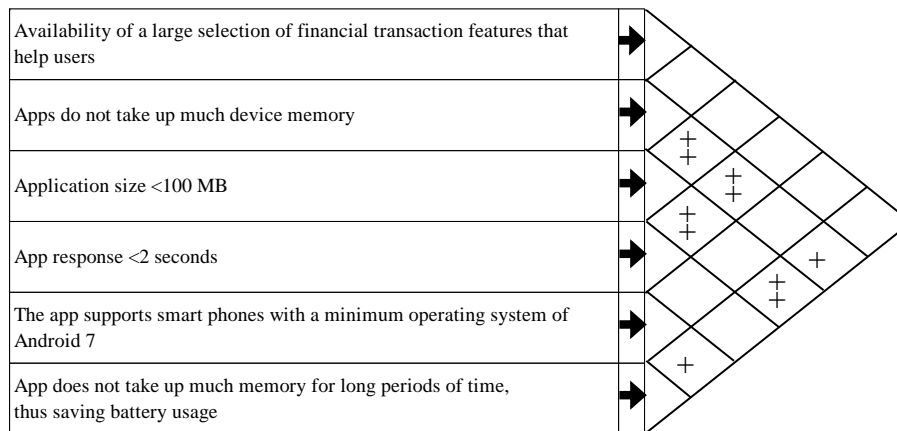 Availability of a large selection of financial transaction features that
help users
Apps do not take up much device memory
+
+
+
+
Application size <100 MB
+
+
App response <2 seconds
+
+
+
The app supports smart phones with a minimum operating system of
Android 7
+
App does not take up much memory for long periods of time,
thus saving battery usage